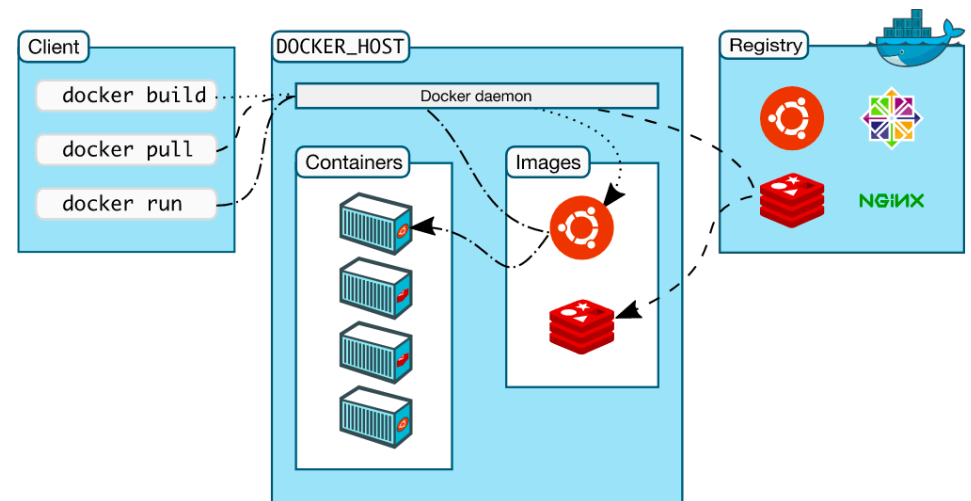 Client
docker build
docker pull
docker run
DOCKER_HOST
Docker daemon
Containers
Images
Registry
NGINX